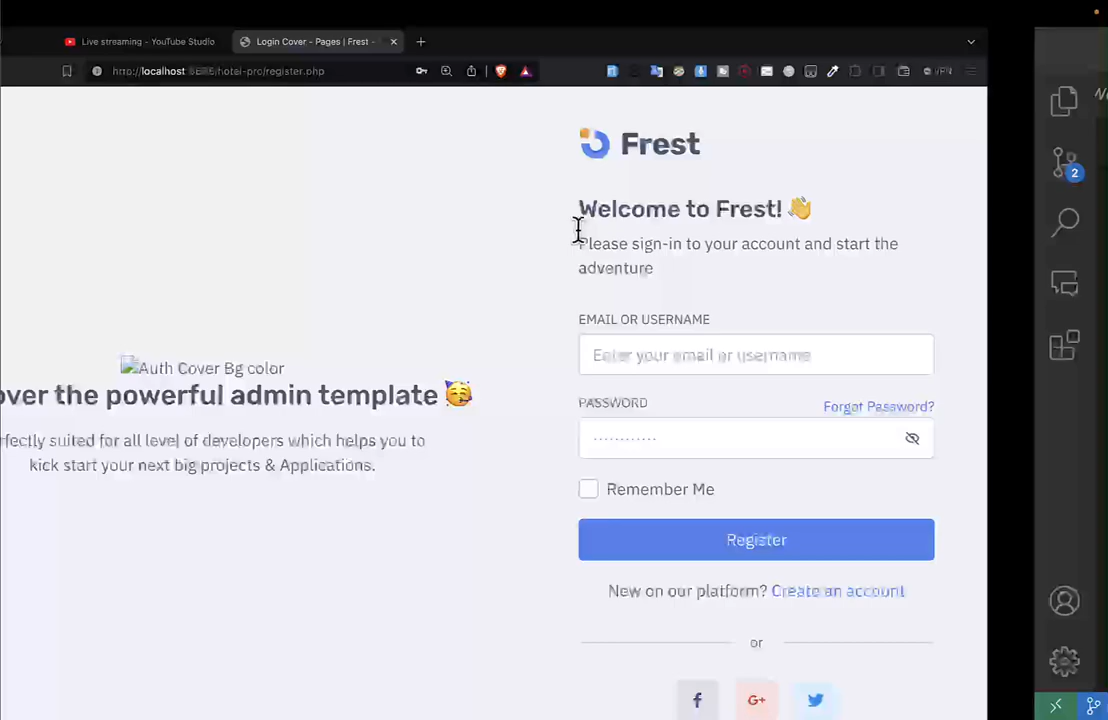 Live streaming - YouTube Studio
Login Cover - Pages | Frest -
/hotel-pro/register.php
VPN
Frest
Welcome to Frest! 👋
Please sign-in to your account and start the
adventure
EMAIL OR USERNAME
Enter your email or username
PASSWORD
Forgot Password?
Remember Me
Register
New on our platform? Create an account
or
f
G+
Auth Cover Bg color
over the powerful admin template 🥳
rfectly suited for all level of developers which helps you to
kick start your next big projects & Applications.
2